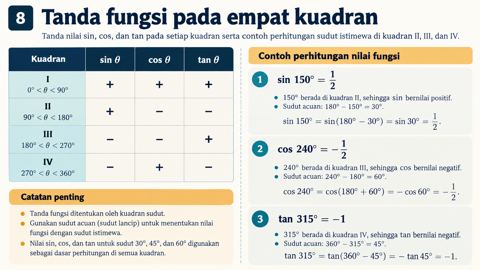 8 Tanda fungsi pada empat kuadran
Tanda nilai sin, cos, dan tan pada setiap kuadran serta contoh perhitungan sudut istimewa di kuadran II, III, dan IV.
Kuadran sin θ cos θ tan θ
I
0° < θ < 90° + + +
II
90° < θ < 180° + − −
III
180° < θ < 270° − − +
IV
270° < θ < 360° − + −
Catatan penting
• Tanda fungsi ditentukan oleh kuadran sudut.
• Gunakan sudut acuan (sudut lancip) untuk menentukan nilai
fungsi dengan sudut istimewa.
• Nilai sin, cos, dan tan untuk sudut 30°, 45°, dan 60° digunakan
sebagai dasar perhitungan di semua kuadran.
Contoh perhitungan nilai fungsi
1 sin 150° = 1/2
• 150° berada di kuadran II, sehingga sin bernilai positif.
• Sudut acuan: 180° − 150° = 30°.
sin 150° = sin(180° − 30°) = sin 30° = 1/2.
2 cos 240° = −1/2
• 240° berada di kuadran III, sehingga cos bernilai negatif.
• Sudut acuan: 240° − 180° = 60°.
cos 240° = cos(180° + 60°) = − cos 60° = −1/2.
3 tan 315° = −1
• 315° berada di kuadran IV, sehingga tan bernilai negatif.
• Sudut acuan: 360° − 315° = 45°.
tan 315° = tan(360° − 45°) = − tan 45° = −1.